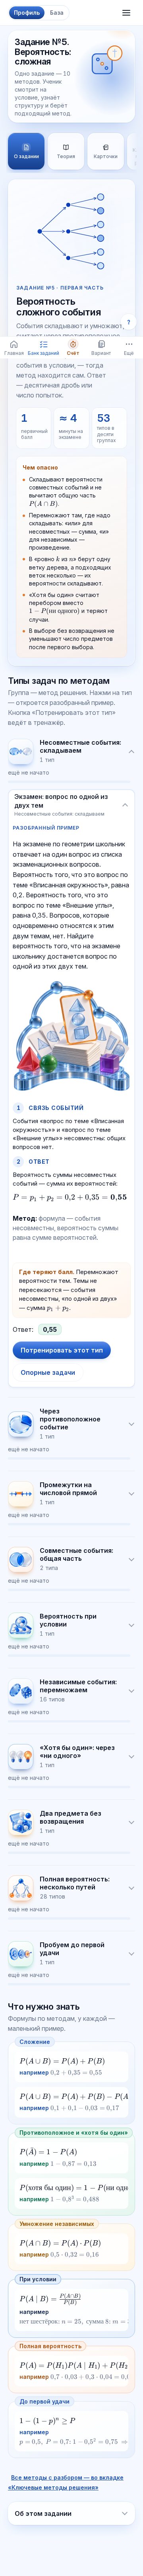 Профиль База
Задание №5.
Вероятность:
сложная
Одно задание — 10
методов. Ученик
смотрит на
условие, узнаёт
структуру и берёт
подходящий метод.
О задании
Теория
Карточки
ЗАДАНИЕ №5 · ПЕРВАЯ ЧАСТЬ
Вероятность
сложного события
События складывают и умножают,
?
Главная
Банк заданий
Счёт
Вариант
Ещё
события в условии, — тогда
метод находится сам. Ответ
— десятичная дробь или
число попыток.
1
первичный
балл
≈ 4
минуты на
экзамене
53
типов в
десяти
группах
Чем опасно
Складывают вероятности
совместных событий и не
вычитают общую часть
P(A ∩ B).
Перемножают там, где надо
складывать: «или» для
несовместных — сумма, «и»
для независимых —
произведение.
В «ровно k из n» берут одну
ветку дерева, а подходящих
веток несколько — их
вероятности складывают.
«Хотя бы один» считают
перебором вместо
1 − P(ни одного) и теряют
случаи.
В выборе без возвращения не
уменьшают число предметов
после первого выбора.
Типы задач по методам
Группа — метод решения. Нажми на тип
— откроется разобранный пример.
Кнопка «Потренировать этот тип»
ведёт в тренажёр.
Несовместные события:
складываем
1 тип
ещё не начато
Экзамен: вопрос по одной из
двух тем
Несовместные события: складываем
РАЗОБРАННЫЙ ПРИМЕР
На экзамене по геометрии школьник
отвечает на один вопрос из списка
экзаменационных вопросов.
Вероятность того, что это вопрос по
теме «Вписанная окружность», равна
0,2. Вероятность того, что это
вопрос по теме «Внешние углы»,
равна 0,35. Вопросов, которые
одновременно относятся к этим
двум темам, нет. Найдите
вероятность того, что на экзамене
школьнику достанется вопрос по
одной из этих двух тем.
1 СВЯЗЬ СОБЫТИЙ
События «вопрос по теме «Вписанная
окружность»» и «вопрос по теме
«Внешние углы»» несовместны: общих
вопросов нет.
2 ОТВЕТ
Вероятность суммы несовместных
событий — сумма их вероятностей:
P = p₁ + p₂ = 0,2 + 0,35 = 0,55
Метод: формула — события
несовместны, вероятность суммы
равна сумме вероятностей.
Где теряют балл. Перемножают
вероятности тем. Темы не
пересекаются — события
несовместны, «по одной из двух»
— сумма p₁ + p₂.
Ответ: 0,55
Потренировать этот тип
Опорные задачи
Через
противоположное
событие
1 тип
ещё не начато
Промежутки на
числовой прямой
1 тип
ещё не начато
Совместные события:
общая часть
2 типа
ещё не начато
Вероятность при
условии
1 тип
ещё не начато
Независимые события:
перемножаем
16 типов
ещё не начато
«Хотя бы один»: через
«ни одного»
1 тип
ещё не начато
Два предмета без
возвращения
1 тип
ещё не начато
Полная вероятность:
несколько путей
28 типов
ещё не начато
Пробуем до первой
удачи
1 тип
ещё не начато
Что нужно знать
Формулы по методам, у каждой —
маленький пример.
Сложение
P(A ∪ B) = P(A) + P(B)
например 0,2 + 0,35 = 0,55
P(A ∪ B) = P(A) + P(B) − P(A
например 0,1 + 0,1 − 0,03 = 0,17
Противоположное и «хотя бы один»
P(Ā) = 1 − P(A)
например 1 − 0,87 = 0,13
P(хотя бы один) = 1 − P(ни одн
например 1 − 0,8³ = 0,488
Умножение независимых
P(A ∩ B) = P(A) · P(B)
например 0,5 · 0,32 = 0,16
При условии
P(A | B) = P(A∩B)/P(B)
например
нет шестёрок: n = 25, сумма 8: m =
Полная вероятность
P(A) = P(H₁)P(A | H₁) + P(H₂
например 0,7 · 0,03 + 0,3 · 0,04 = 0,0
До первой удачи
1 − (1 − p)ⁿ ≥ P
например
p = 0,5, P = 0,7: 1 − 0,5² = 0,75 ⇒
Все методы с разбором — во вкладке
«Ключевые методы решения»
Об этом задании